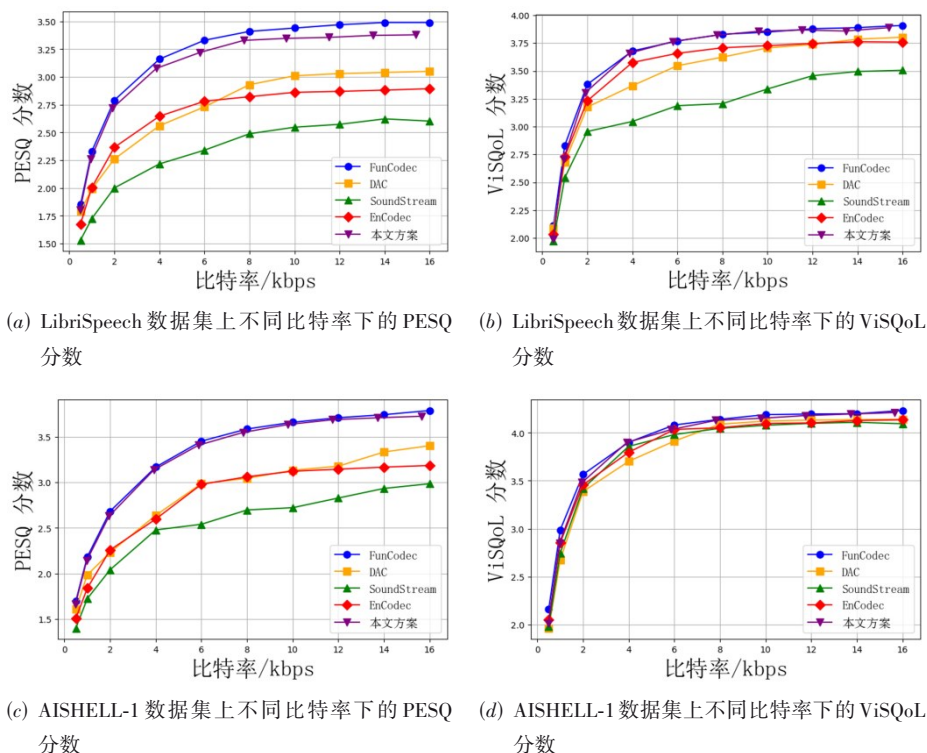 PESQ 分数
3.50
3.25
3.00
2.75
2.50
2.25
2.00
1.75
1.50
0 2 4 6 8 10 12 14 16
比特率/kbps
FunCodec
DAC
SoundStream
EnCodec
本文方案
(a) LibriSpeech 数据集上不同比特率下的 PESQ
分数
ViSQoL 分数
4.00
3.75
3.50
3.25
3.00
2.75
2.50
2.25
2.00
0 2 4 6 8 10 12 14 16
比特率/kbps
FunCodec
DAC
SoundStream
EnCodec
本文方案
(b) LibriSpeech 数据集上不同比特率下的 ViSQoL
分数
PESQ 分数
3.5
3.0
2.5
2.0
1.5
0 2 4 6 8 10 12 14 16
比特率/kbps
FunCodec
DAC
SoundStream
EnCodec
本文方案
(c) AISHELL-1 数据集上不同比特率下的 PESQ
分数
ViSQoL 分数
4.0
3.5
3.0
2.5
2.0
0 2 4 6 8 10 12 14 16
比特率/kbps
FunCodec
DAC
SoundStream
EnCodec
本文方案
(d) AISHELL-1 数据集上不同比特率下的 ViSQoL
分数